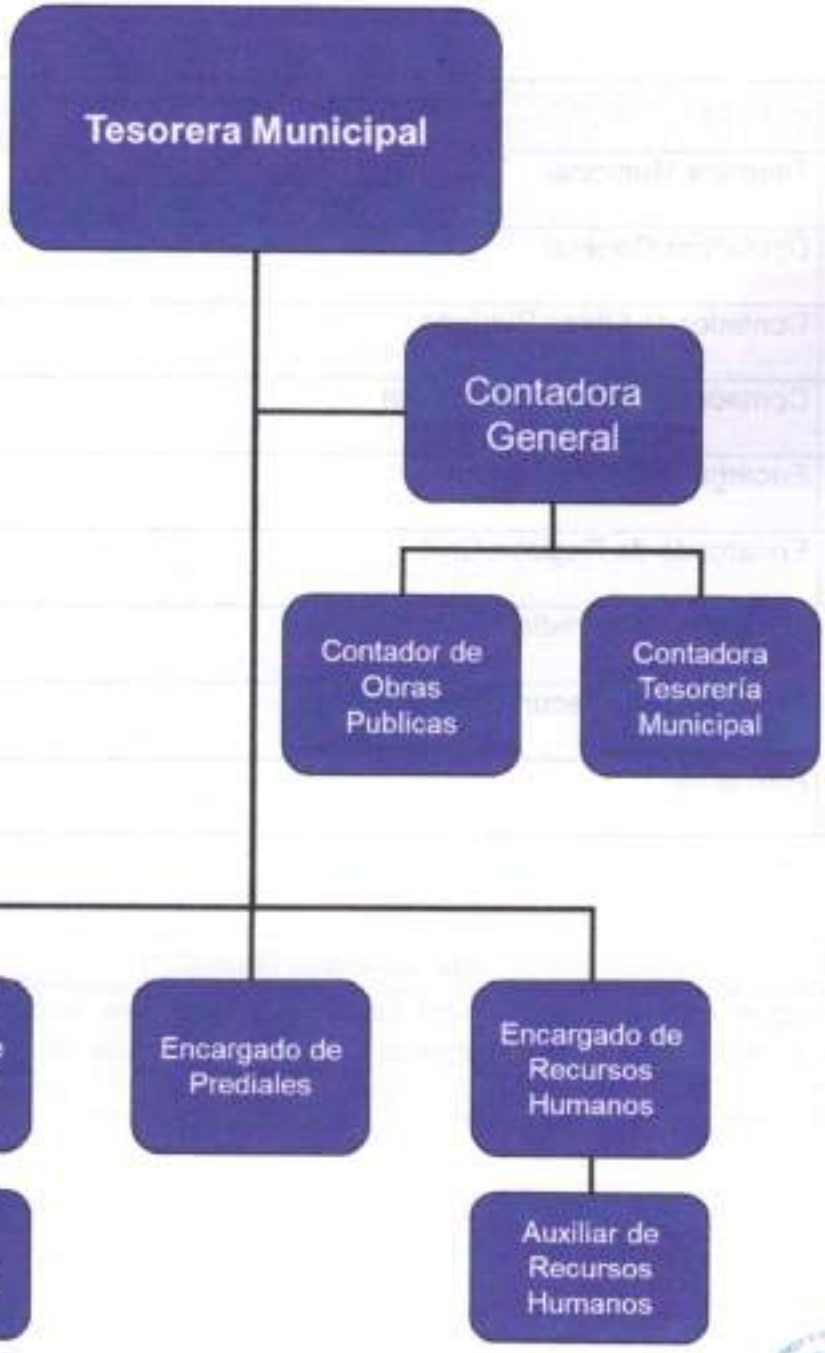 Tesorera Municipal
Contadora
General
Contador de
Obras
Publicas
Contadora
Tesorería
Municipal
Encargado de
Prediales
Encargado de
Recursos
Humanos
Auxiliar de
Recursos
Humanos